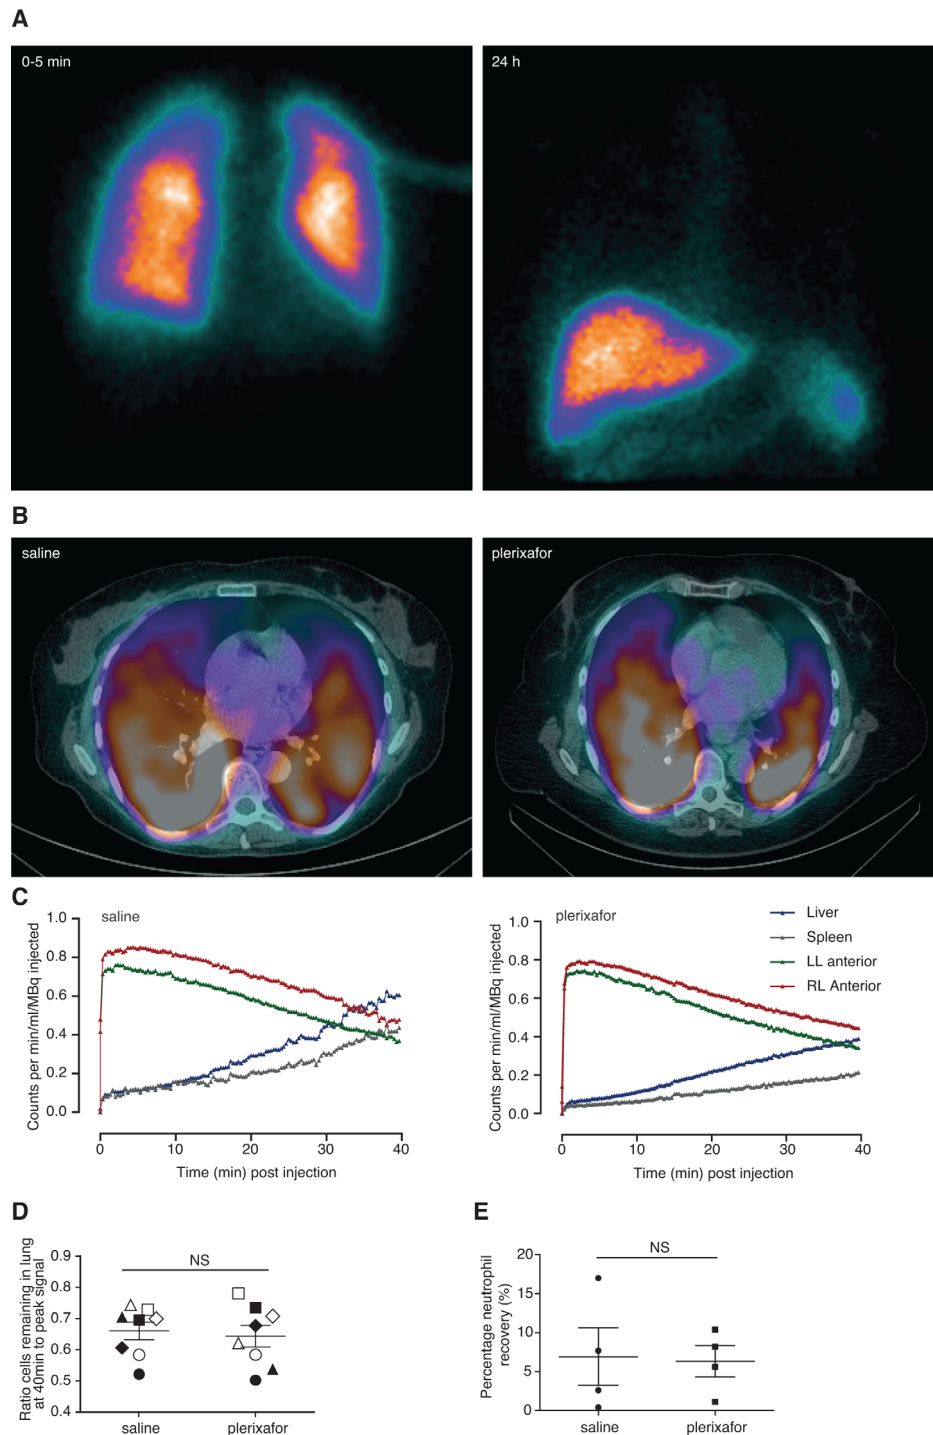 A
0-5 min
24 h
B
saline
plerixafor
C
saline
Counts per min/ml/MBq injected
1.0
0.8
0.6
0.4
0.2
0.0
0
10
20
30
40
Time (min) post injection
plerixafor
Counts per min/ml/MBq injected
1.0
0.8
0.6
0.4
0.2
0.0
0
10
20
30
40
Time (min) post injection
Liver
Spleen
LL anterior
RL Anterior
D
Ratio cells remaining in lung
at 40min to peak signal
0.9
0.8
0.7
0.6
0.5
0.4
NS
saline
plerixafor
E
Percentage neutrophil
recovery (%)
20
15
10
5
0
NS
saline
plerixafor